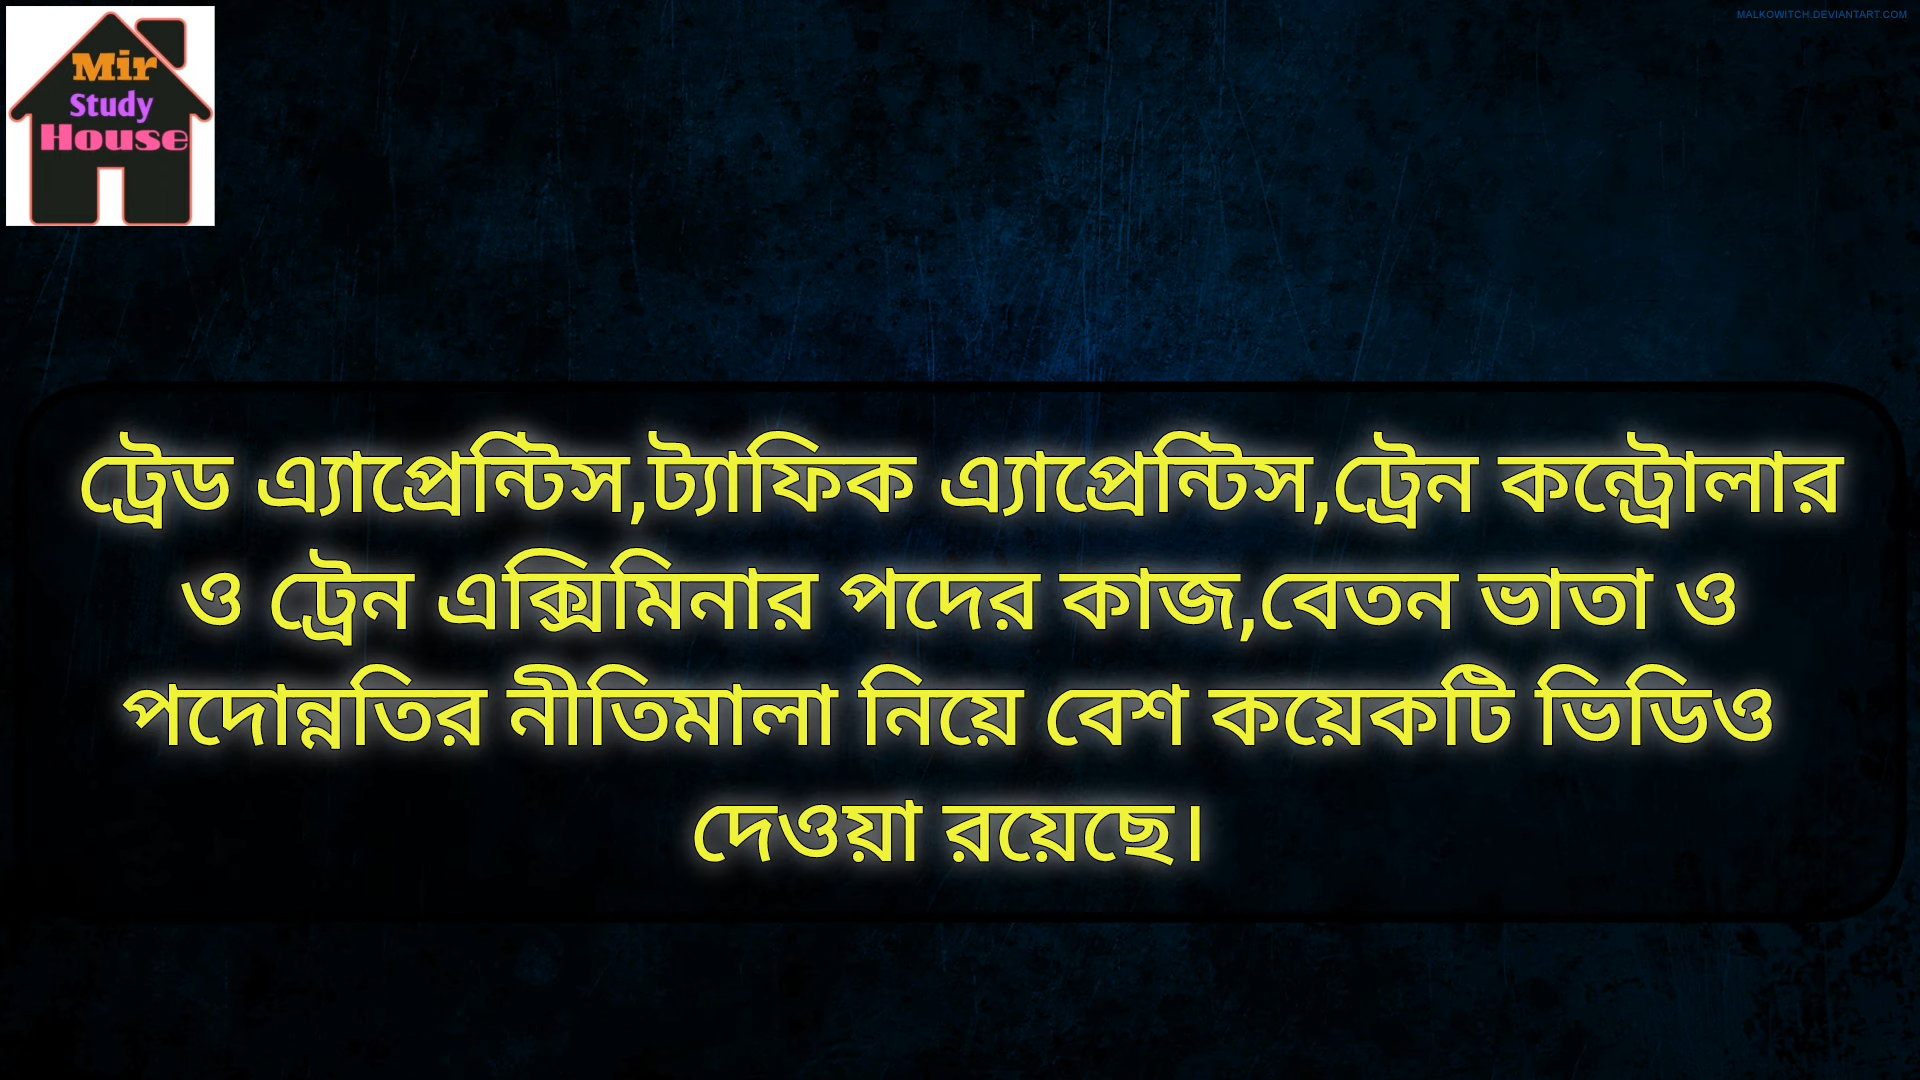 MALKOWITCH.DEVIANTART.COM
Mir
Study
House
ট্রেড এ্যাপ্রেন্টিস,ট্যাফিক এ্যাপ্রেন্টিস,ট্রেন কন্ট্রোলার
ও ট্রেন এক্সিমিনার পদের কাজ,বেতন ভাতা ও
পদোন্নতির নীতিমালা নিয়ে বেশ কয়েকটি ভিডিও
দেওয়া রয়েছে।